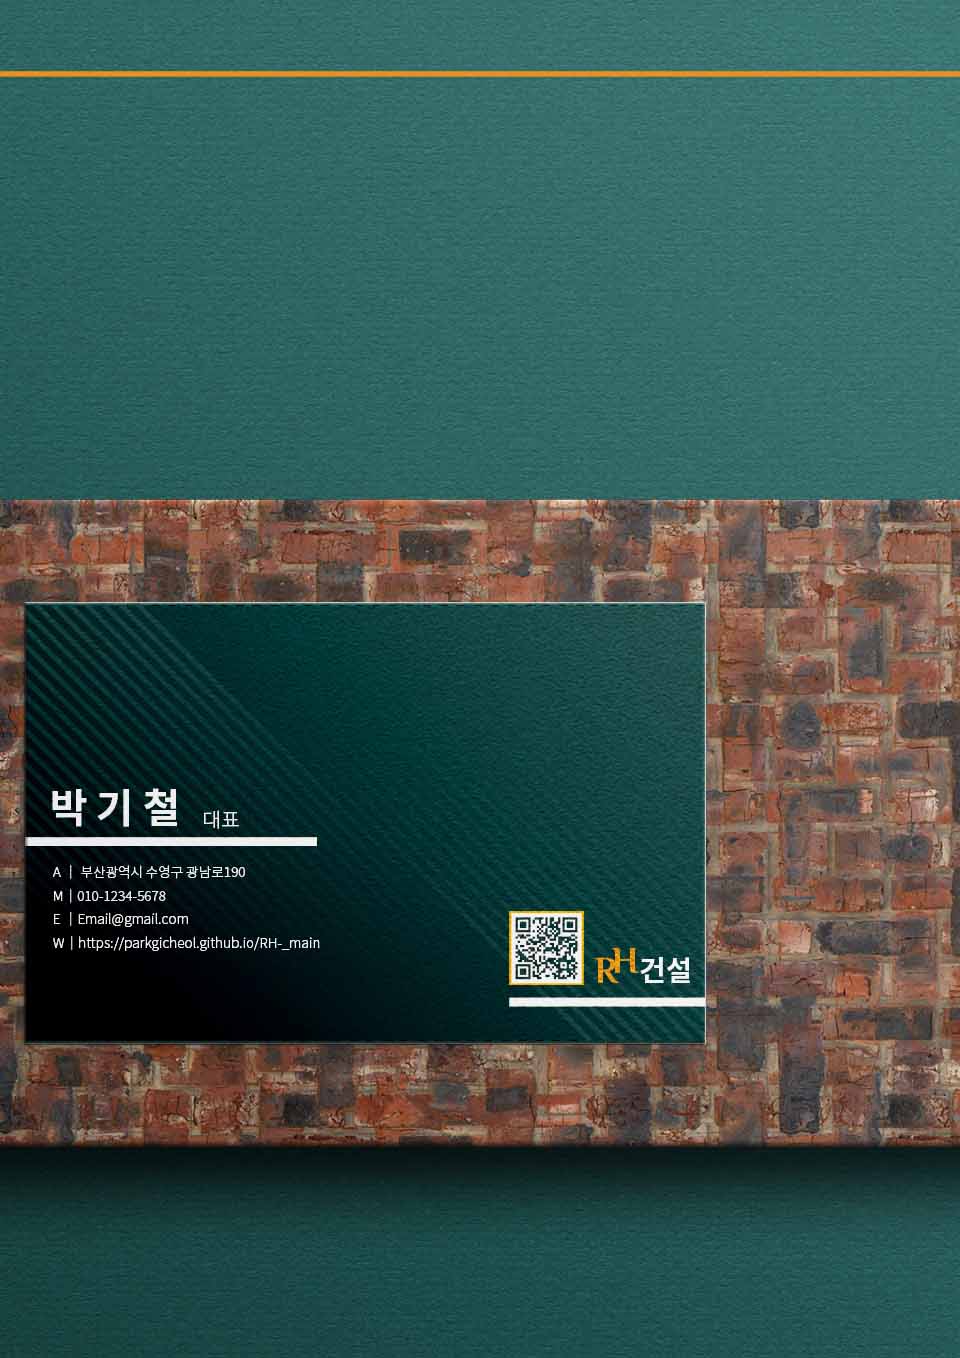 박기철 대표
A | 부산광역시 수영구 광남로190
M | 010-1234-5678
E | Email@gmail.com
W | https://parkgicheol.github.io/RH-_main
RH건설